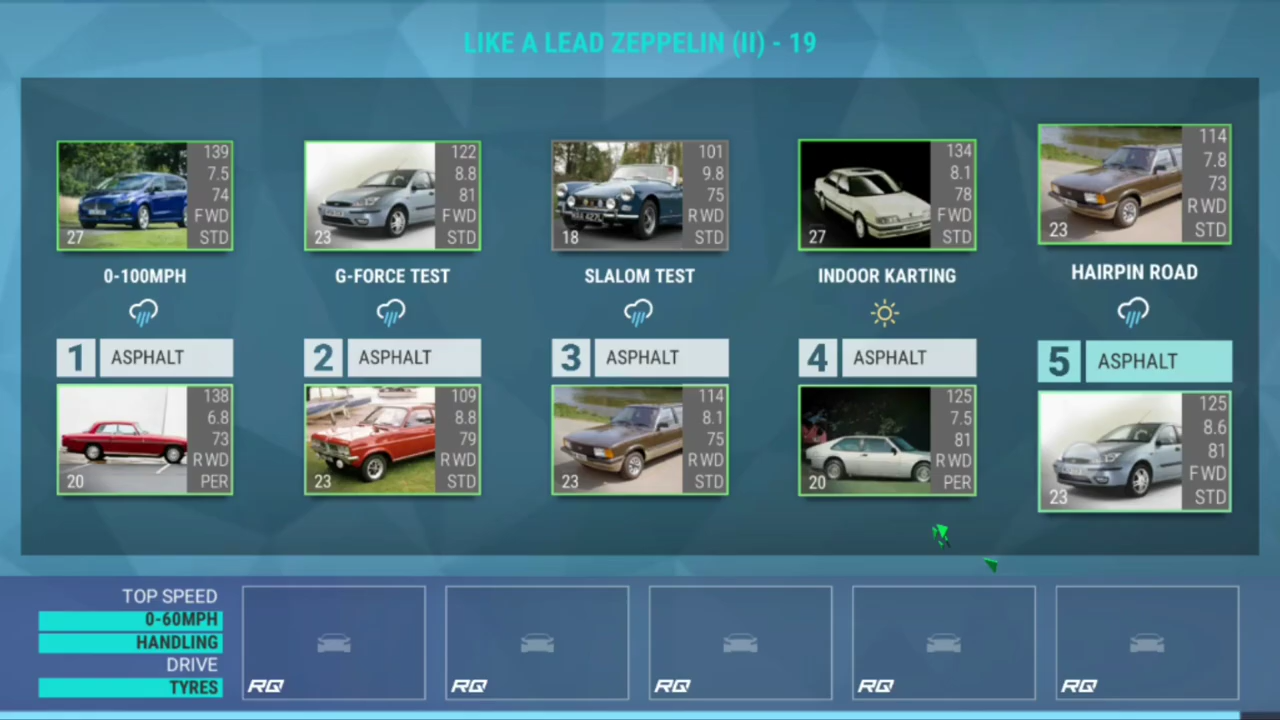 LIKE A LEAD ZEPPELIN (II) - 19
139
7.5
74
FWD
STD
27
122
8.8
81
FWD
STD
23
101
9.8
75
RWD
STD
18
134
8.1
78
FWD
STD
27
114
7.8
73
RWD
STD
23
0-100MPH
G-FORCE TEST
SLALOM TEST
INDOOR KARTING
HAIRPIN ROAD
1 ASPHALT
2 ASPHALT
3 ASPHALT
4 ASPHALT
5 ASPHALT
138
6.8
73
RWD
PER
20
109
8.8
79
RWD
STD
23
114
8.1
75
RWD
STD
23
125
7.5
81
RWD
PER
20
125
8.6
81
FWD
STD
23
TOP SPEED
0-60MPH
HANDLING
DRIVE
TYRES
RQ
RQ
RQ
RQ
RQ